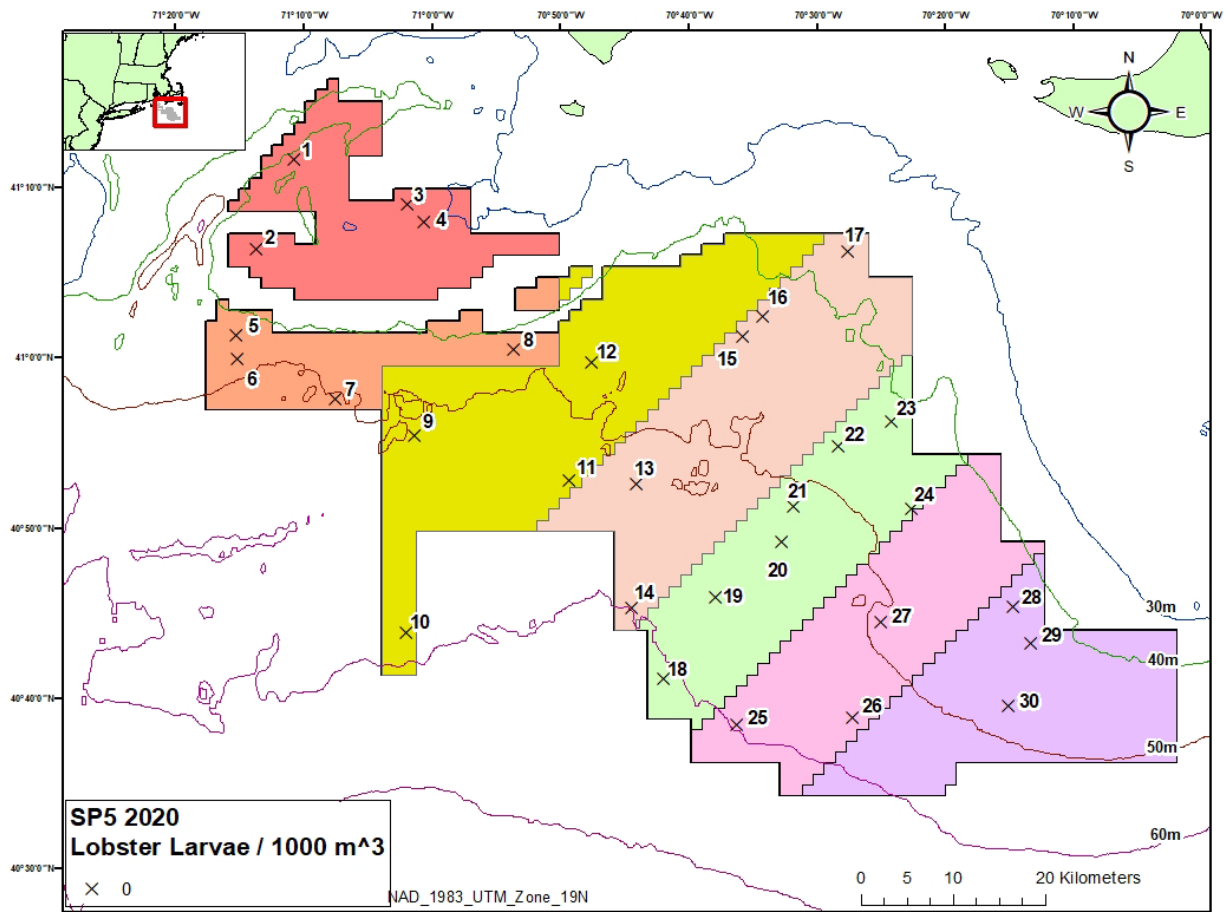 71°20'0"W 71°10'0"W 71°0'0"W 70°50'0"W 70°40'0"W 70°30'0"W 70°20'0"W 70°10'0"W 70°0'0"W
N
W E
S
1
41°10'0"N
3
4
2
17
16
5
15
8
41°0'0"N
12
6
7
23
9
22
11
13
21
24
40°50'0"N
20
14
19
28
30m
27
10
29
40m
18
40°40'0"N
25
26
30
50m
SP5 2020
Lobster Larvae / 1000 m^3
60m
40°30'0"N
0
NAD_1983_UTM_Zone_19N
0 5 10 20 Kilometers